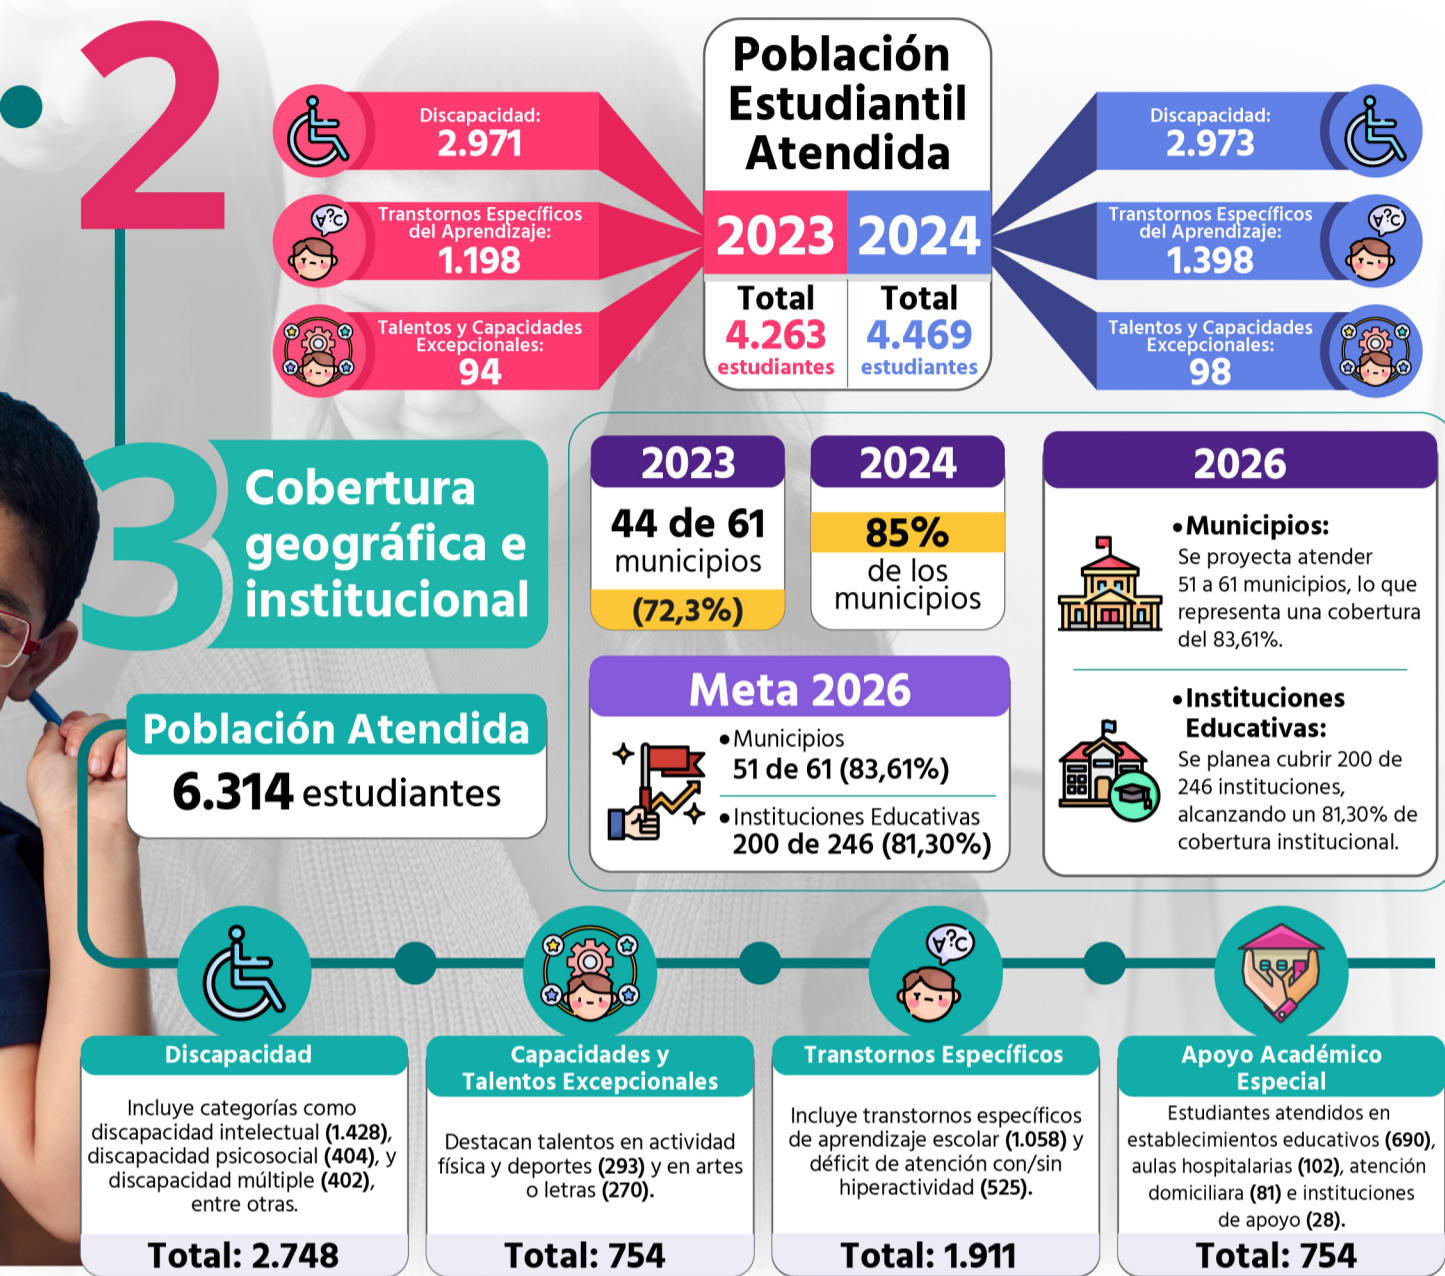 2
Población
Estudiantil
Atendida
2023
2024
Total
4.263
estudiantes
Total
4.469
estudiantes
Discapacidad:
2.971
Transtornos Específicos
del Aprendizaje:
1.198
Talentos y Capacidades
Excepcionales:
94
Discapacidad:
2.973
Transtornos Específicos
del Aprendizaje:
1.398
Talentos y Capacidades
Excepcionales:
98
3
Cobertura
geográfica e
institucional
2023
44 de 61
municipios
(72,3%)
2024
85%
de los
municipios
Meta 2026
•Municipios
51 de 61 (83,61%)
•Instituciones Educativas
200 de 246 (81,30%)
2026
•Municipios:
Se proyecta atender
51 a 61 municipios, lo que
representa una cobertura
del 83,61%.
•Instituciones
Educativas:
Se planea cubrir 200 de
246 instituciones,
alcanzando un 81,30% de
cobertura institucional.
Población Atendida
6.314 estudiantes
Discapacidad
Incluye categorías como
discapacidad intelectual (1.428),
discapacidad psicosocial (404), y
discapacidad múltiple (402),
entre otras.
Total: 2.748
Capacidades y
Talentos Excepcionales
Destacan talentos en actividad
física y deportes (293) y en artes
o letras (270).
Total: 754
Transtornos Específicos
Incluye transtornos específicos
de aprendizaje escolar (1.058) y
déficit de atención con/sin
hiperactividad (525).
Total: 1.911
Apoyo Académico
Especial
Estudiantes atendidos en
establecimientos educativos (690),
aulas hospitalarias (102), atención
domiciliara (81) e instituciones
de apoyo (28).
Total: 754